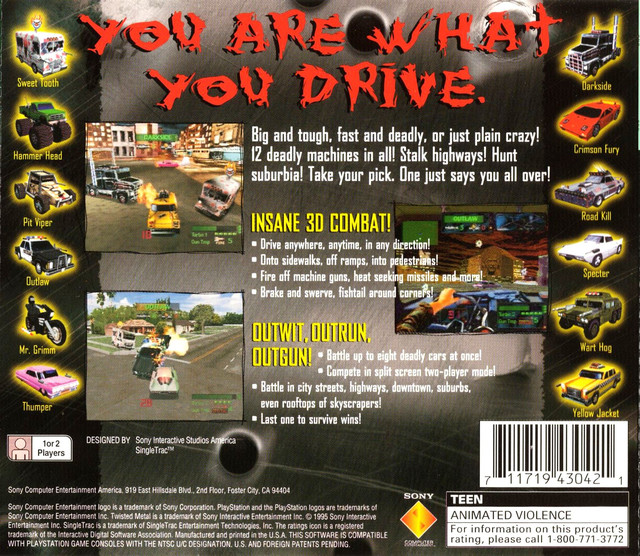 YOU ARE WHAT
YOU DRIVE.
Sweet Tooth
Hammer Head
Pit Viper
Outlaw
Mr. Grimm
Thumper
Darkside
Crimson Fury
Road Kill
Specter
Wart Hog
Yellow Jacket
DARKSIDE
OUTLAW
Big and tough, fast and deadly, or just plain crazy!
12 deadly machines in all! Stalk highways! Hunt
suburbia! Take your pick. One just says you all over!
INSANE 3D COMBAT!
• Drive anywhere, anytime, in any direction!
• Onto sidewalks, off ramps, into pedestrians!
• Fire off machine guns, heat seeking missiles and more!
• Brake and swerve, fishtail around corners!
OUTWIT, OUTRUN,
OUTGUN! • Battle up to eight deadly cars at once!
• Compete in split screen two-player mode!
• Battle in city streets, highways, downtown, suburbs,
even rooftops of skyscrapers!
• Last one to survive wins!
1 or 2
Players
DESIGNED BY Sony Interactive Studios America
SingleTrac™
7 11719 43042 1
Sony Computer Entertainment America, 919 East Hillsdale Blvd., 2nd Floor, Foster City, CA 94404
Sony Computer Entertainment logo is a trademark of Sony Corporation. PlayStation and the PlayStation logos are trademarks of
Sony Computer Entertainment Inc. Twisted Metal is a trademark of Sony Interactive Entertainment Inc. © 1995 Sony Interactive
Entertainment Inc. SingleTrac is a trademark of SingleTrac Entertainment Technologies, Inc. The ratings icon is a registered
trademark of the Interactive Digital Software Association. Manufactured and printed in the U.S.A. THIS SOFTWARE IS COMPATIBLE
WITH PLAYSTATION GAME CONSOLES WITH THE NTSC U/C DESIGNATION. U.S. AND FOREIGN PATENTS PENDING.
SONY
COMPUTER
ENTERTAINMENT
TEEN
ANIMATED VIOLENCE
For information on this product's
rating, please call 1-800-771-3772